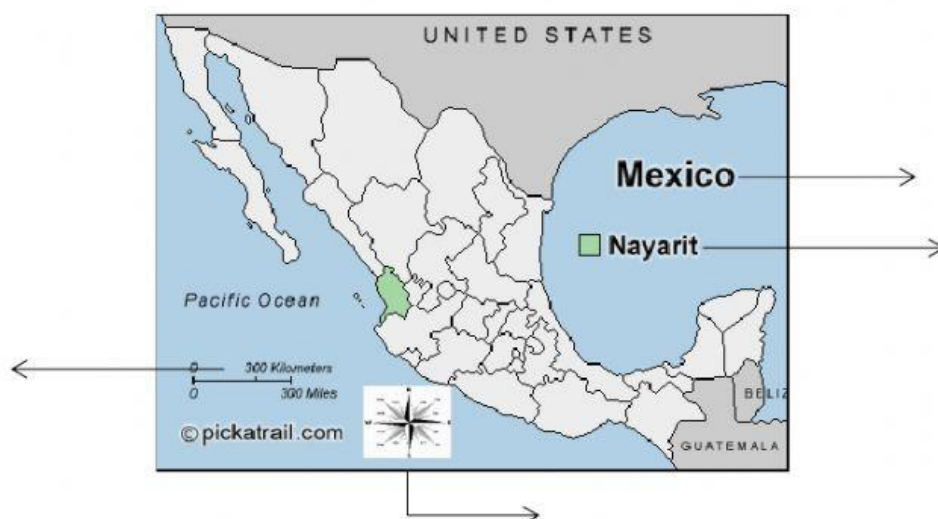 UNITED STATES
Mexico
Nayarit
Pacific Ocean
0 300 Kilometers
0 300 Miles
BELIZ
© pickatrail.com
GUATEMALA